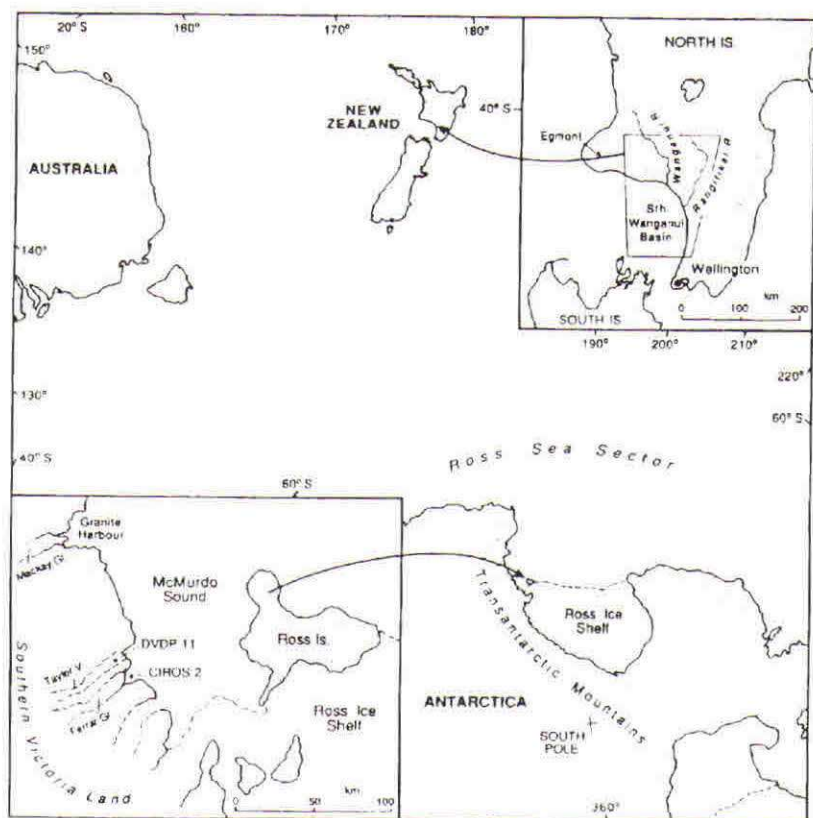 20° S 160° 170° 180°
150°
NORTH IS.
NEW
ZEALAND
40° S
Egmont
Wanganui R
Rangitikei R
AUSTRALIA
Sth.
Wanganui
Basin
140°
Wellington
km
0 100 200
SOUTH IS
190° 200° 210°
130°
220°
60° S
40° S
60° S
Ross Sea Sector
Granite
Harbour
Mackay Gl
McMurdo
Sound
DVDP 11
CIROS 2
Taylor V
Ferrar Gl
Ross Is.
Ross Ice
Shelf
Southern Victoria Land
km
0 50 100
Ross Ice
Shelf
Transantarctic Mountains
ANTARCTICA
SOUTH
POLE
360°